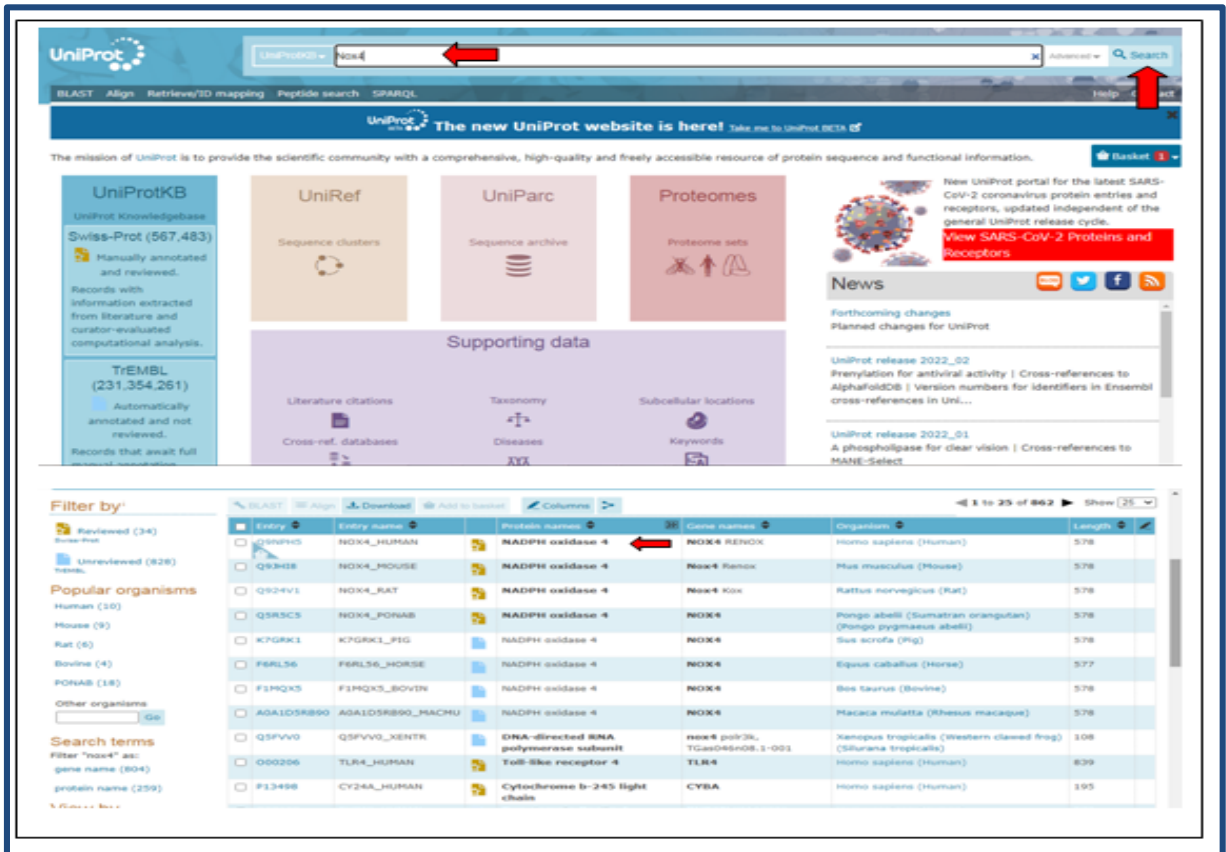 UniProt
UniProtKB
Nox4
Advanced
Search
BLAST Align Retrieve/ID mapping Peptide search SPARQL
Help
UniProt BETA The new UniProt website is here! Take me to UniProt BETA
The mission of UniProt is to provide the scientific community with a comprehensive, high-quality and freely accessible resource of protein sequence and functional information.
Basket 1
UniProtKB
UniProt Knowledgebase
Swiss-Prot (567,483)
Manually annotated
and reviewed.
Records with
information extracted
from literature and
curator-evaluated
computational analysis.
TrEMBL
(231,354,261)
Automatically
annotated and not
reviewed.
Records that await full
manual annotation
UniRef
Sequence clusters
UniParc
Sequence archive
Proteomes
Proteome sets
Supporting data
Literature citations
Taxonomy
Subcellular locations
Cross-ref. databases
Diseases
Keywords
New UniProt portal for the latest SARS-
CoV-2 coronavirus protein entries and
receptors, updated independent of the
general UniProt release cycle.
View SARS-CoV-2 Proteins and
Receptors
News
Forthcoming changes
Planned changes for UniProt
UniProt release 2022_02
Prenylation for antiviral activity | Cross-references to
AlphaFoldDB | Version numbers for identifiers in Ensembl
cross-references in Uni...
UniProt release 2022_01
A phospholipase for clear vision | Cross-references to
MANE-Select
Filter by
Reviewed (34)
Swiss-Prot
Unreviewed (828)
TrEMBL
Popular organisms
Human (10)
Mouse (9)
Rat (6)
Bovine (4)
PONAB (18)
Other organisms
Go
Search terms
Filter "nox4" as:
gene name (804)
protein name (259)
View by
BLAST Align Download Add to basket Columns
1 to 25 of 862 Show 25
Entry Entry name Protein names Gene names Organism Length
Q9NPH5 NOX4_HUMAN NADPH oxidase 4 NOX4 RENOX Homo sapiens (Human) 578
Q9JHI8 NOX4_MOUSE NADPH oxidase 4 Nox4 Renox Mus musculus (Mouse) 578
Q924V1 NOX4_RAT NADPH oxidase 4 Nox4 Kox Rattus norvegicus (Rat) 578
Q5R5C5 NOX4_PONAB NADPH oxidase 4 NOX4 Pongo abelii (Sumatran orangutan)
(Pongo pygmaeus abelii) 578
K7GRK1 K7GRK1_PIG NADPH oxidase 4 NOX4 Sus scrofa (Pig) 578
F6RL56 F6RL56_HORSE NADPH oxidase 4 NOX4 Equus caballus (Horse) 577
F1MQX5 F1MQX5_BOVIN NADPH oxidase 4 NOX4 Bos taurus (Bovine) 578
A0A1D5RB90 A0A1D5RB90_MACMU NADPH oxidase 4 NOX4 Macaca mulatta (Rhesus macaque) 578
Q5FVV0 Q5FVV0_XENTR DNA-directed RNA nox4 polr3k, Xenopus tropicalis (Western clawed frog) 108
polymerase subunit TGas046n08.1-001 (Silurana tropicalis)
O00206 TLR4_HUMAN Toll-like receptor 4 TLR4 Homo sapiens (Human) 839
P13498 CY24A_HUMAN Cytochrome b-245 light CYBA Homo sapiens (Human) 195
chain